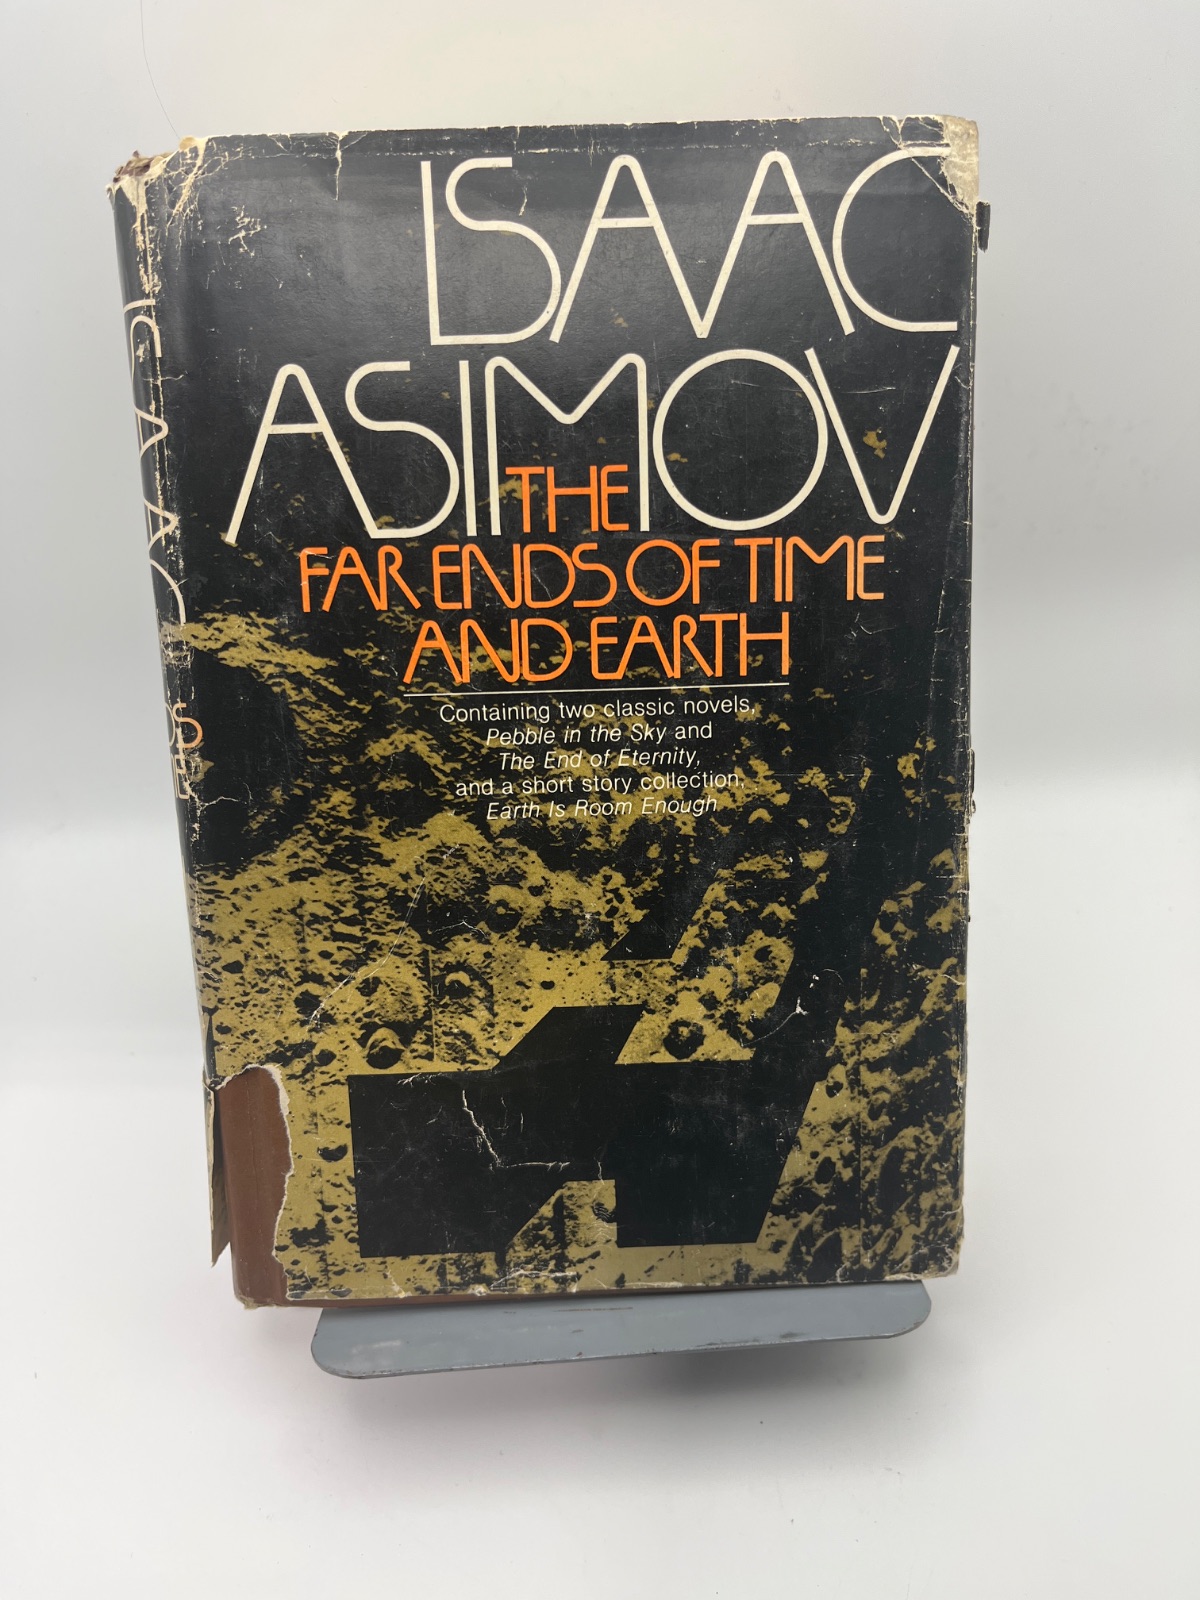 ISAAC
ASIMOV
THE
FAR ENDS OF TIME
AND EARTH
Containing two classic novels,
Pebble in the Sky and
The End of Eternity,
and a short story collection,
Earth Is Room Enough
ISAAC